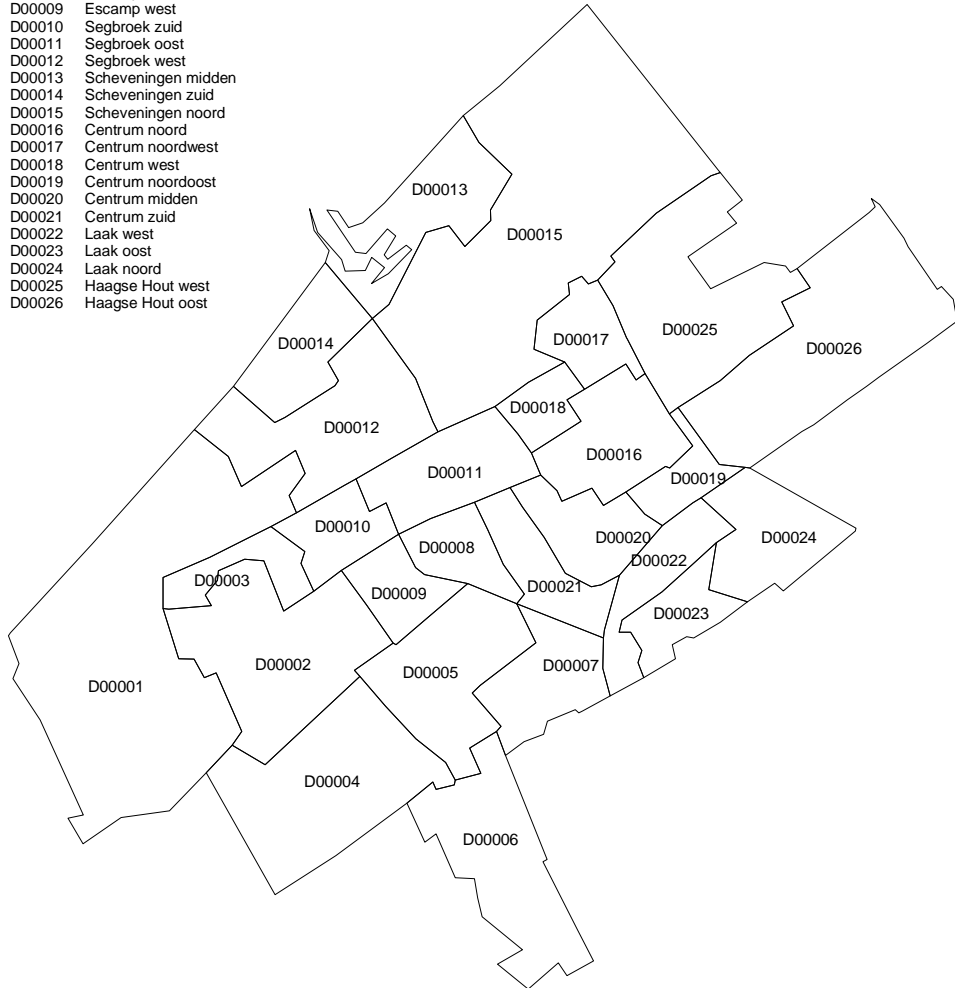 D00009 Escamp west
D00010 Segbroek zuid
D00011 Segbroek oost
D00012 Segbroek west
D00013 Scheveningen midden
D00014 Scheveningen zuid
D00015 Scheveningen noord
D00016 Centrum noord
D00017 Centrum noordwest
D00018 Centrum west
D00019 Centrum noordoost
D00020 Centrum midden
D00021 Centrum zuid
D00022 Laak west
D00023 Laak oost
D00024 Laak noord
D00025 Haagse Hout west
D00026 Haagse Hout oost
D00013
D00015
D00025
D00017
D00014
D00026
D00018
D00012
D00016
D00011
D00019
D00010
D00020
D00024
D00008
D00022
D00003
D00021
D00009
D00023
D00002
D00007
D00005
D00001
D00004
D00006